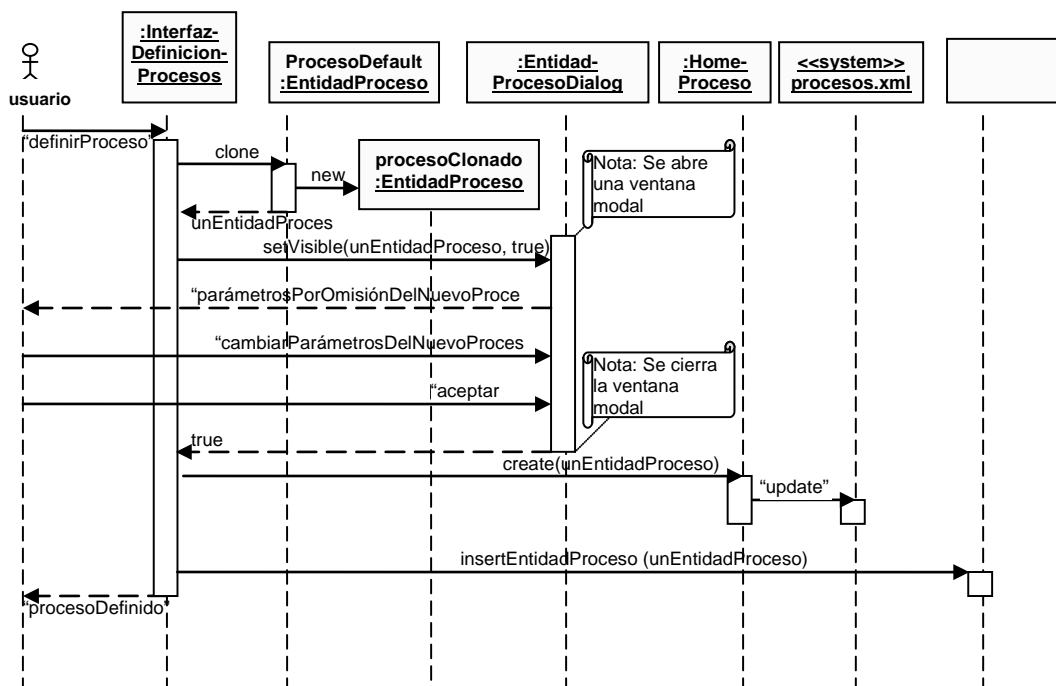 :Interfaz-
Definicion-
Procesos
ProcesoDefault
:EntidadProceso
:Entidad-
ProcesoDialog
:Home-
Proceso
<<system>>
procesos.xml
usuario
“definirProceso”
clone
new
procesoClonado
:EntidadProceso
Nota: Se abre
una ventana
modal
unEntidadProces
setVisible(unEntidadProceso, true)
“parámetrosPorOmisiónDelNuevoProce
“cambiarParámetrosDelNuevoProces
Nota: Se cierra
la ventana
modal
“aceptar
true
create(unEntidadProceso)
“update”
insertEntidadProceso (unEntidadProceso)
“procesoDefinido”